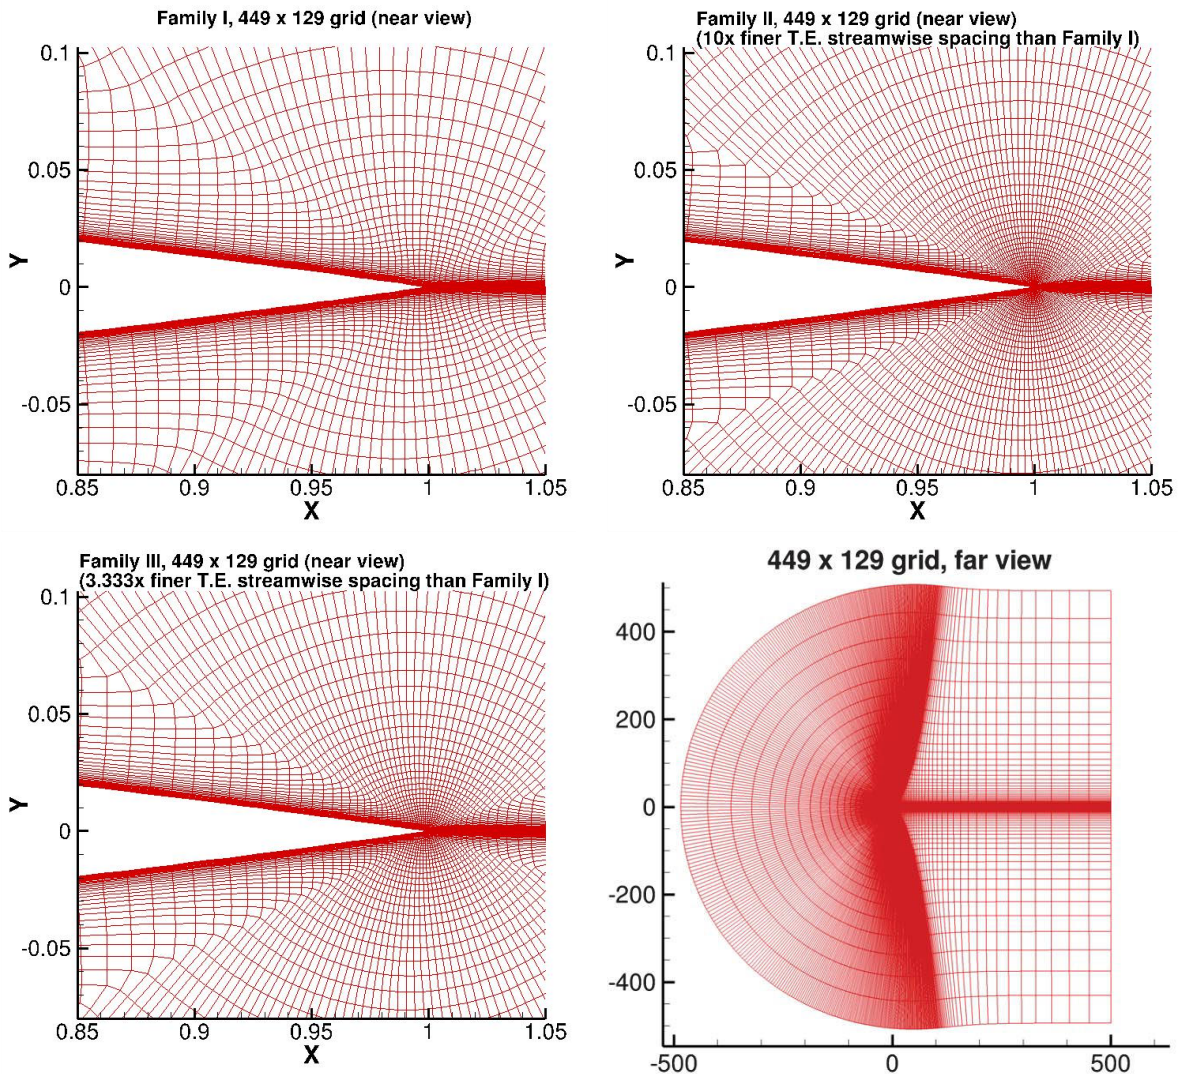 Family I, 449 x 129 grid (near view)
0.1
0.05
0
-0.05
Y
0.85
0.9
0.95
1
1.05
X
Family II, 449 x 129 grid (near view)
(10x finer T.E. streamwise spacing than Family I)
0.1
0.05
0
-0.05
Y
0.85
0.9
0.95
1
1.05
X
Family III, 449 x 129 grid (near view)
(3.333x finer T.E. streamwise spacing than Family I)
0.1
0.05
0
-0.05
Y
0.85
0.9
0.95
1
1.05
X
449 x 129 grid, far view
400
200
0
-200
-400
-500
0
500